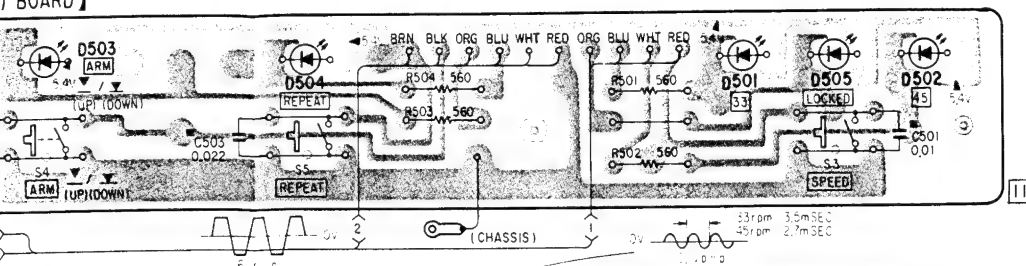 ) BOARD】
BRN BLK ORG BLU WHT RED ORG BLU WHT RED
5.4V
D503
ARM
5.4V
(UP) (DOWN)
D504
REPEAT
R504 560
R503 560
R501 560
R502 560
D501
33
D505
LOCKED
D502
45
5.4V
C503
0.022
C501
0.01
S4
ARM
(UP)(DOWN)
S5
REPEAT
S3
SPEED
11
0V
2
(CHASSIS)
1
0V
33rpm 3.6mSEC
45rpm 2.7mSEC